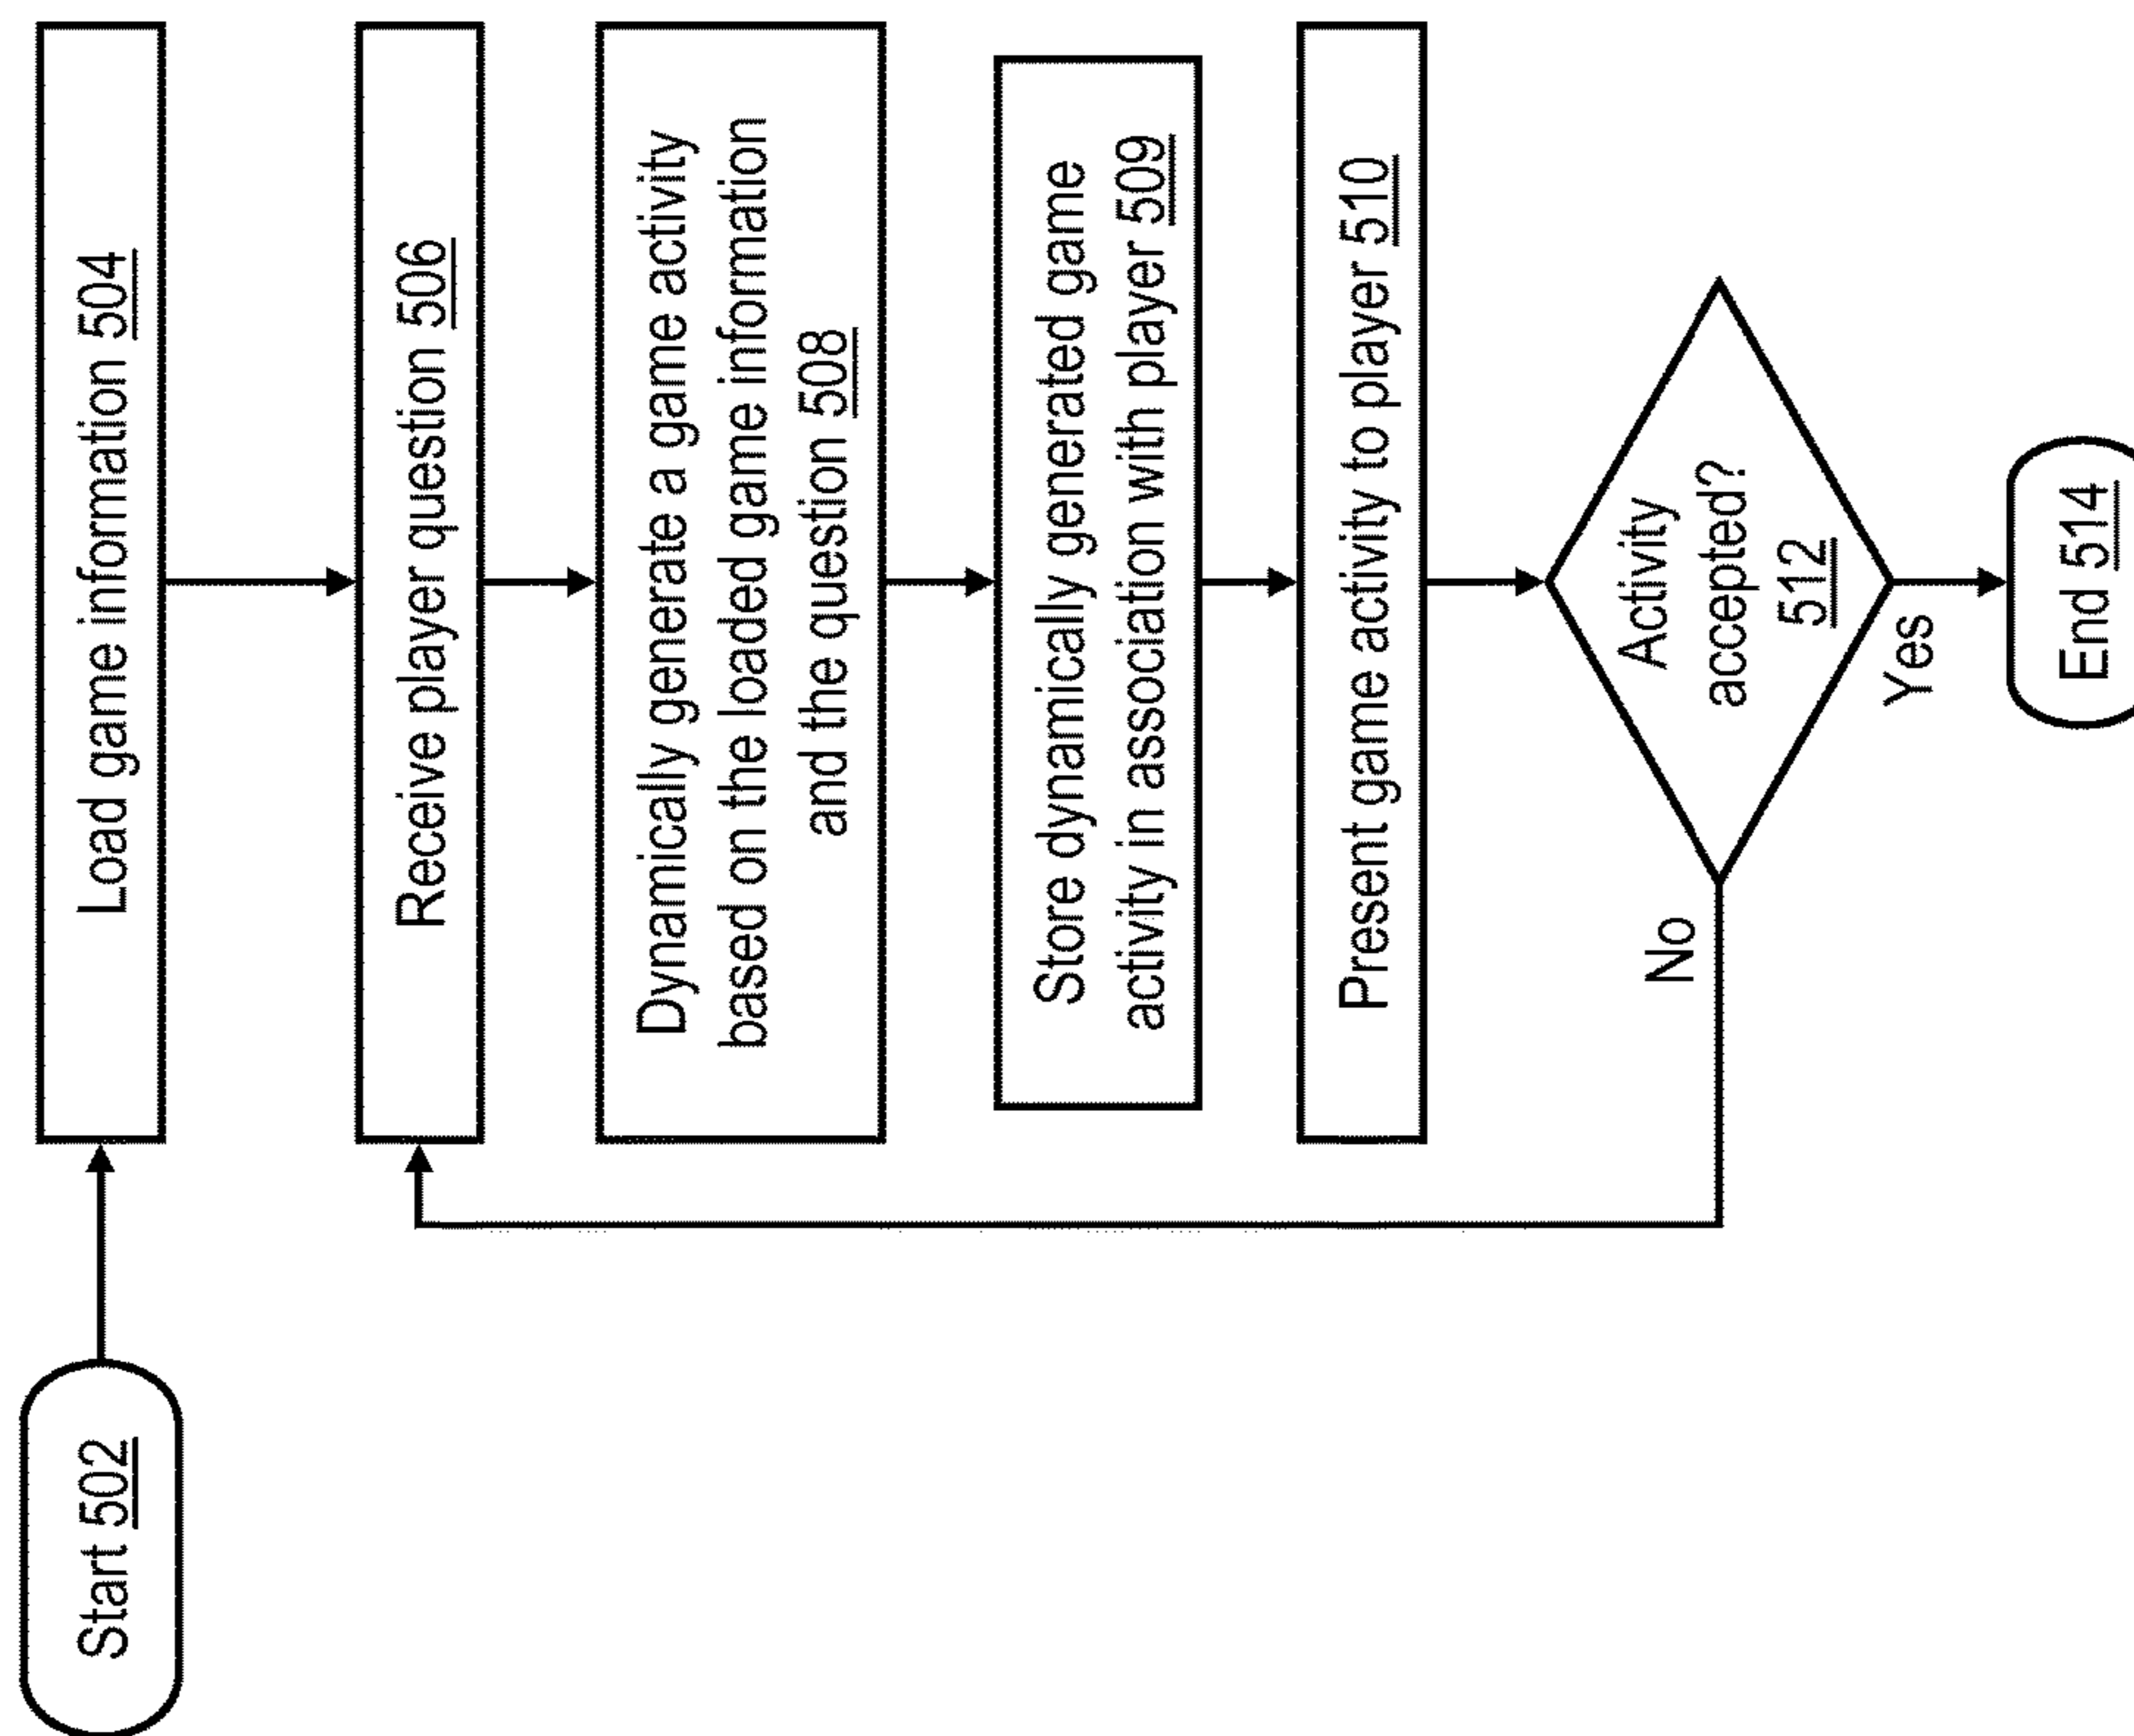 Start 502
Load game information 504
Receive player question 506
Dynamically generate a game activity
based on the loaded game information
and the question 508
Store dynamically generated game
activity in association with player 509
Present game activity to player 510
Activity
accepted?
512
No
Yes
End 514